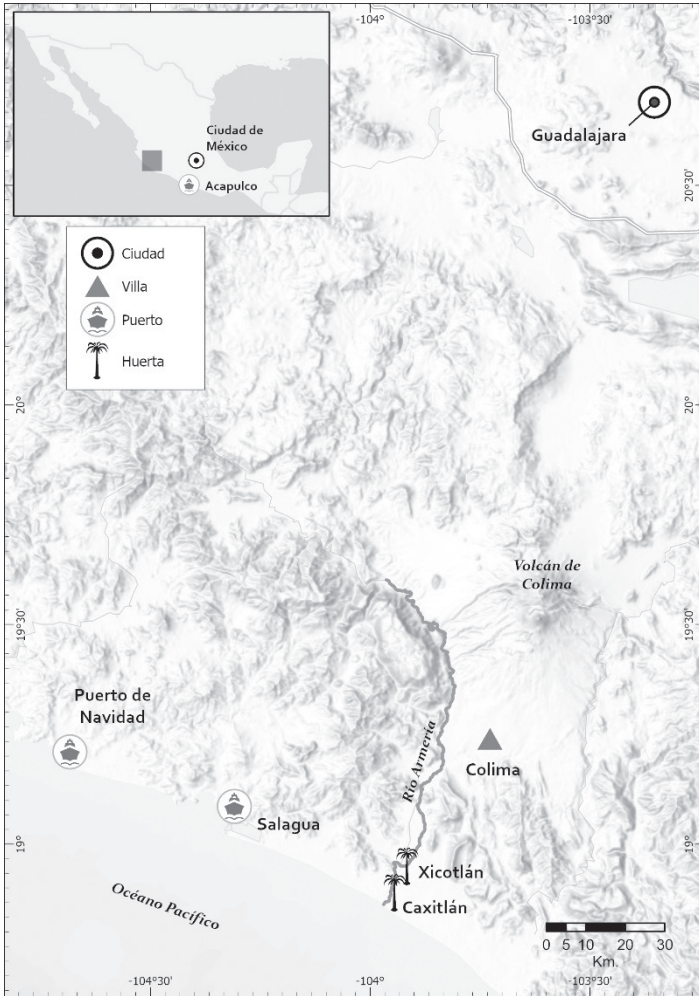 -104°
-103°30'
Ciudad de
México
Acapulco
Guadalajara
20°30'
20°30'
Ciudad
Villa
Puerto
Huerta
20°
20°
Volcán de
Colima
19°30'
19°30'
Puerto de
Navidad
Río Armería
Colima
Salagua
19°
19°
Xicotlán
Caxitlán
Océano Pacífico
0 5 10 20 30
Km.
-104°30'
-104°
-103°30'